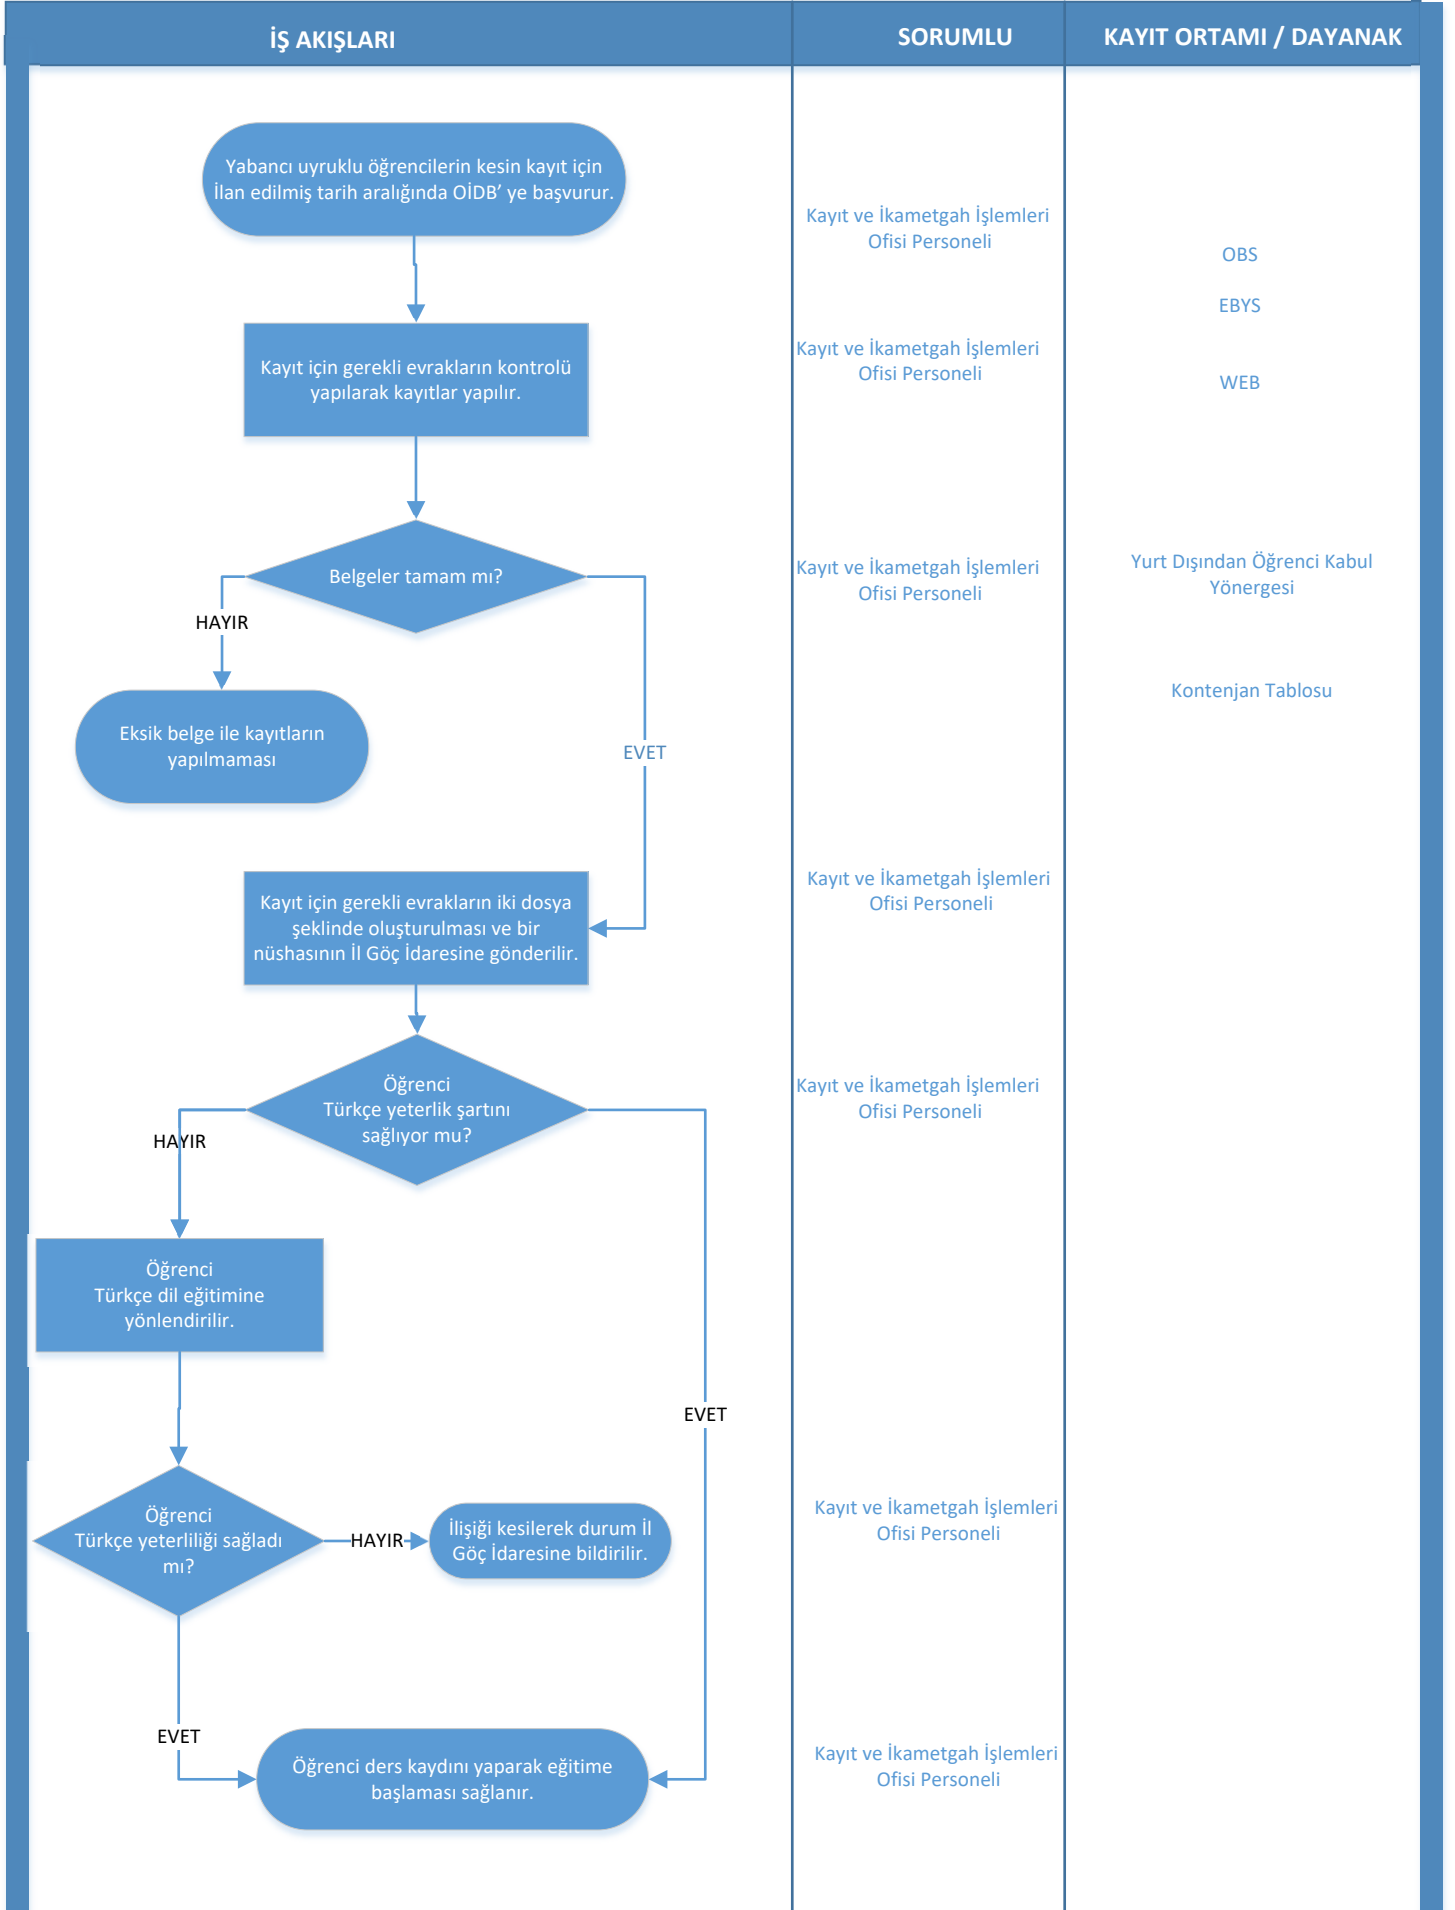 İŞ AKIŞLARI
SORUMLU
KAYIT ORTAMI / DAYANAK
Yabancı uyruklu öğrencilerin kesin kayıt için
İlan edilmiş tarih aralığında OİDB’ ye başvurur.
Kayıt ve İkametgah İşlemleri
Ofisi Personeli
OBS
EBYS
Kayıt için gerekli evrakların kontrolü
yapılarak kayıtlar yapılır.
Kayıt ve İkametgah İşlemleri
Ofisi Personeli
WEB
Belgeler tamam mı?
Kayıt ve İkametgah İşlemleri
Ofisi Personeli
Yurt Dışından Öğrenci Kabul
Yönergesi
HAYIR
Kontenjan Tablosu
Eksik belge ile kayıtların
yapılmaması
EVET
Kayıt için gerekli evrakların iki dosya
şeklinde oluşturulması ve bir
nüshasının İl Göç İdaresine gönderilir.
Kayıt ve İkametgah İşlemleri
Ofisi Personeli
Öğrenci
Türkçe yeterlik şartını
sağlıyor mu?
Kayıt ve İkametgah İşlemleri
Ofisi Personeli
HAYIR
Öğrenci
Türkçe dil eğitimine
yönlendirilir.
EVET
Öğrenci
Türkçe yeterliliği sağladı
mı?
HAYIR
İlişiği kesilerek durum İl
Göç İdaresine bildirilir.
Kayıt ve İkametgah İşlemleri
Ofisi Personeli
EVET
Öğrenci ders kaydını yaparak eğitime
başlaması sağlanır.
Kayıt ve İkametgah İşlemleri
Ofisi Personeli